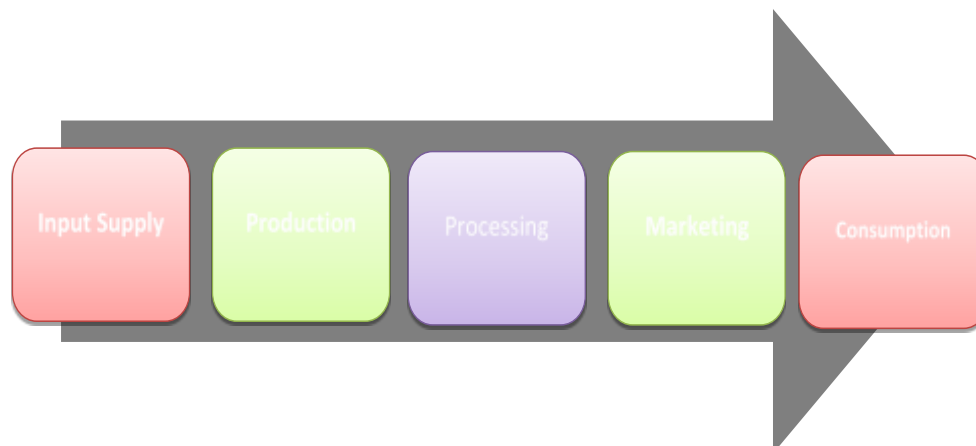 Input Supply
Production
Processing
Marketing
Consumption